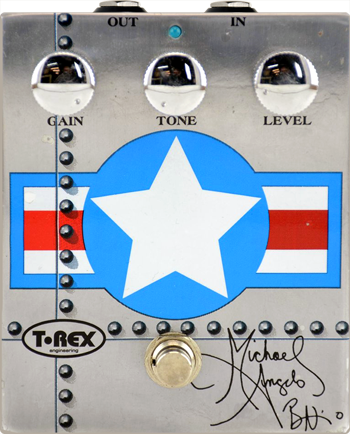 OUT IN
GAIN TONE LEVEL
T-REX
engineering
Michael
Angelo
Batio